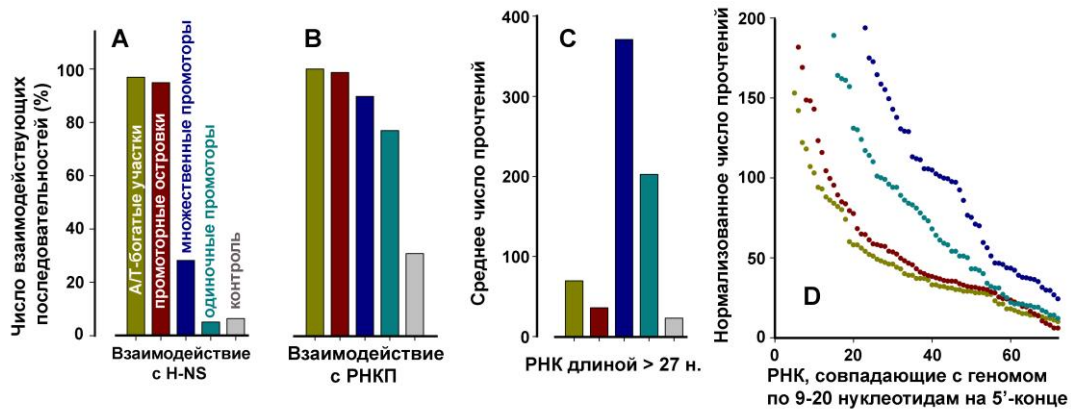 A
Число взаимодействующих
последовательностей (%)
100
80
60
40
20
0
А/Т-богатые участки
промоторные островки
множественные промоторы
одиночные промоторы
контроль
Взаимодействие
с H-NS
B
Взаимодействие
с РНКП
C
Среднее число прочтений
400
300
200
100
0
РНК длиной > 27 н.
D
Нормализованное число прочтений
200
150
100
50
0
0 20 40 60
РНК, совпадающие с геномом
по 9-20 нуклеотидам на 5'-конце